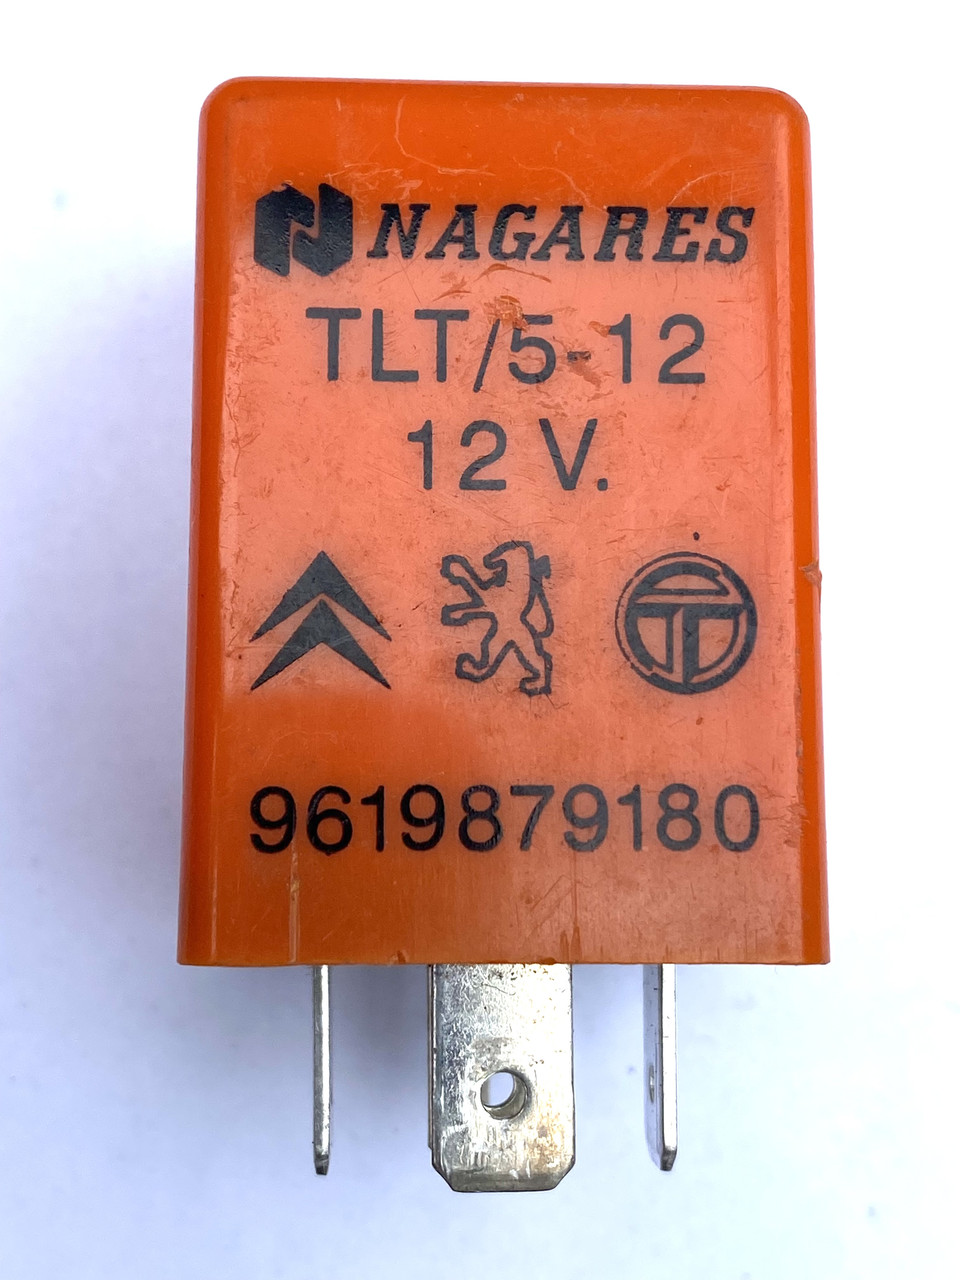 NAGARES
TLT/5-12
12 V.
9619879180